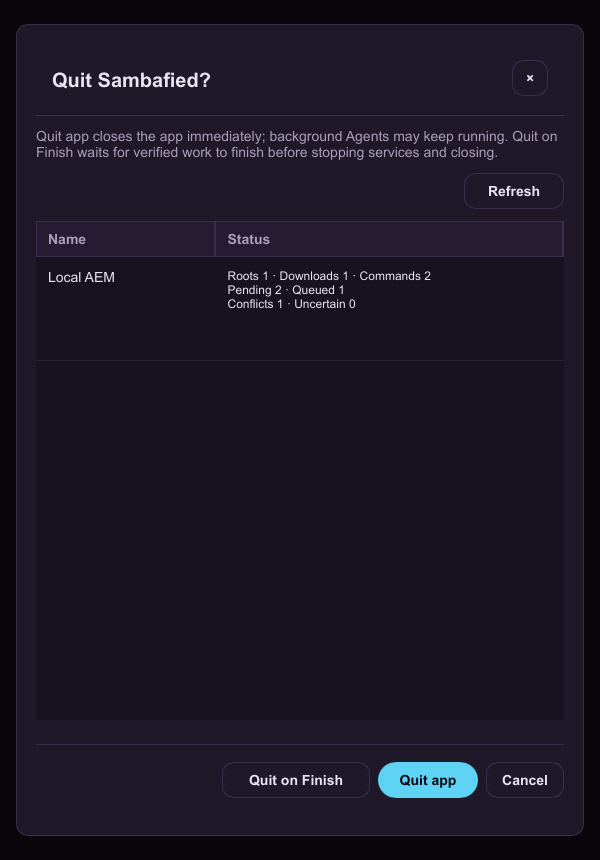 Quit Sambafied?
×
Quit app closes the app immediately; background Agents may keep running. Quit on
Finish waits for verified work to finish before stopping services and closing.
Refresh
Name
Status
Local AEM
Roots 1 · Downloads 1 · Commands 2
Pending 2 · Queued 1
Conflicts 1 · Uncertain 0
Quit on Finish
Quit app
Cancel